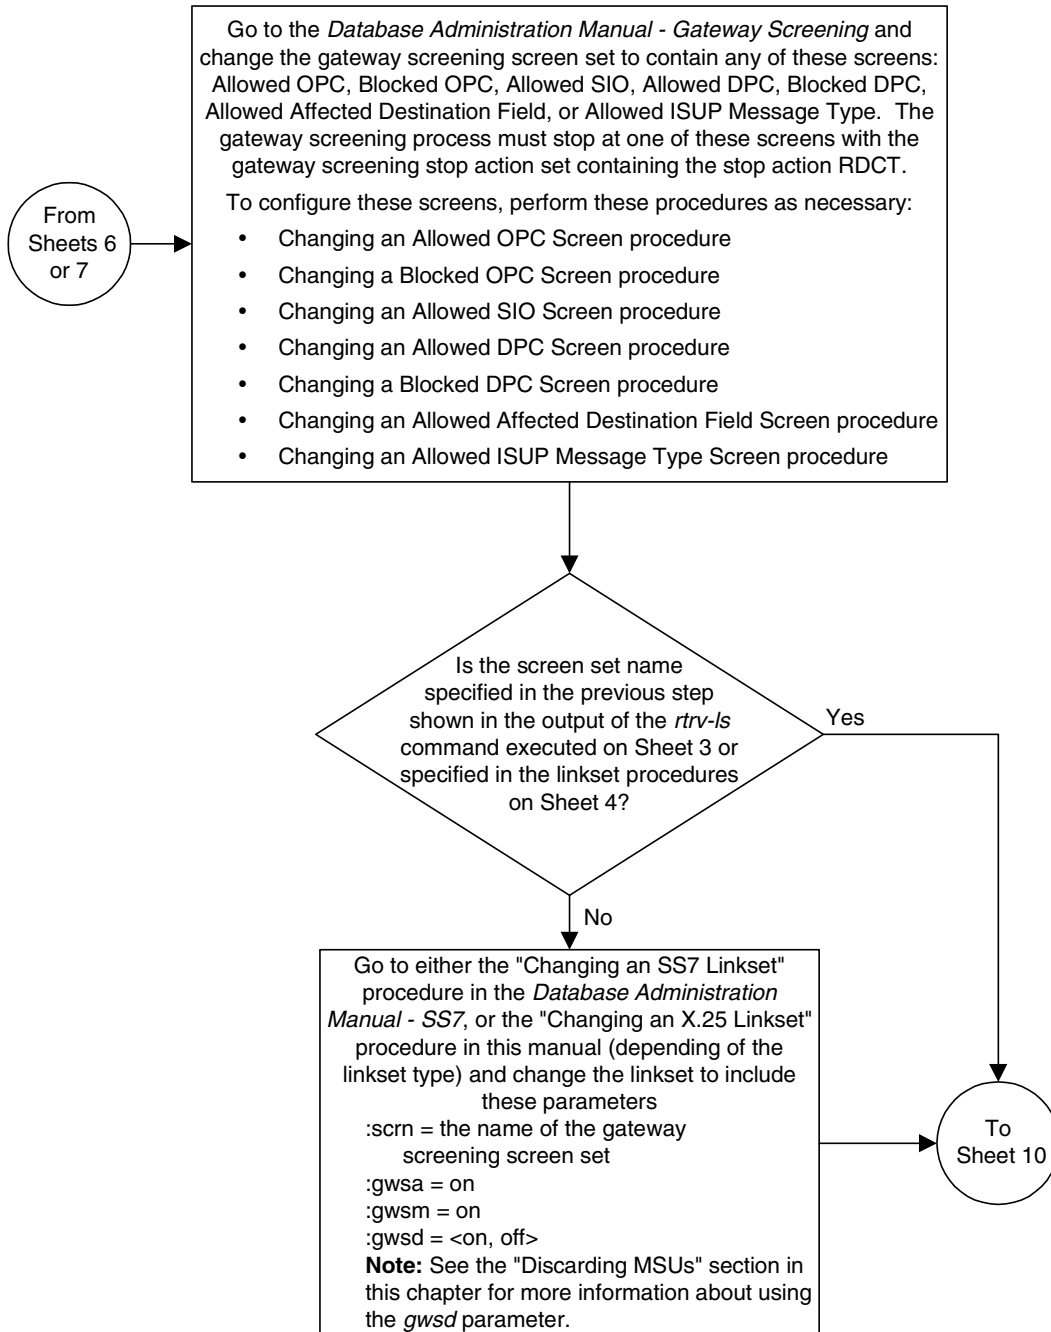 Go to the Database Administration Manual - Gateway Screening and
change the gateway screening screen set to contain any of these screens:
Allowed OPC, Blocked OPC, Allowed SIO, Allowed DPC, Blocked DPC,
Allowed Affected Destination Field, or Allowed ISUP Message Type. The
gateway screening process must stop at one of these screens with the
gateway screening stop action set containing the stop action RDCT.
To configure these screens, perform these procedures as necessary:
• Changing an Allowed OPC Screen procedure
• Changing a Blocked OPC Screen procedure
• Changing an Allowed SIO Screen procedure
• Changing an Allowed DPC Screen procedure
• Changing a Blocked DPC Screen procedure
• Changing an Allowed Affected Destination Field Screen procedure
• Changing an Allowed ISUP Message Type Screen procedure
From
Sheets 6
or 7
Is the screen set name
specified in the previous step
shown in the output of the rtrv-ls
command executed on Sheet 3 or
specified in the linkset procedures
on Sheet 4?
Yes
No
Go to either the "Changing an SS7 Linkset"
procedure in the Database Administration
Manual - SS7, or the "Changing an X.25 Linkset"
procedure in this manual (depending of the
linkset type) and change the linkset to include
these parameters
:scrn = the name of the gateway
screening screen set
:gwsa = on
:gwsm = on
:gwsd = <on, off>
Note: See the "Discarding MSUs" section in
this chapter for more information about using
the gwsd parameter.
To
Sheet 10